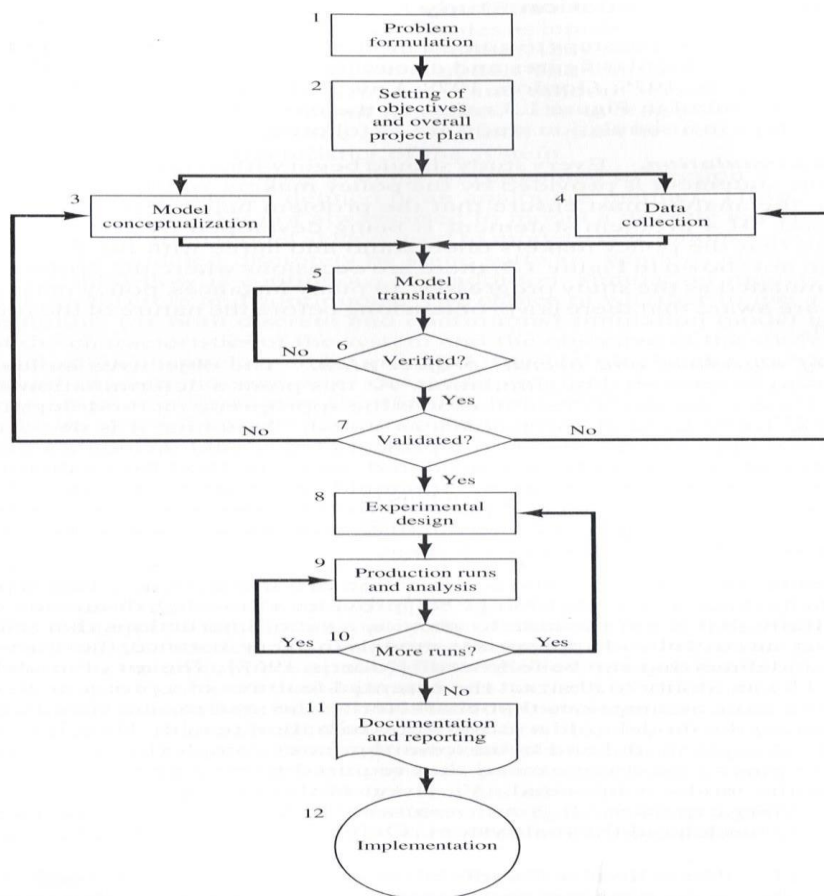 1
Problem
formulation
2
Setting of
objectives
and overall
project plan
3
Model
conceptualization
4
Data
collection
5
Model
translation
6
Verified?
No
Yes
7
Validated?
No
No
Yes
8
Experimental
design
9
Production runs
and analysis
10
More runs?
Yes
Yes
No
11
Documentation
and reporting
12
Implementation